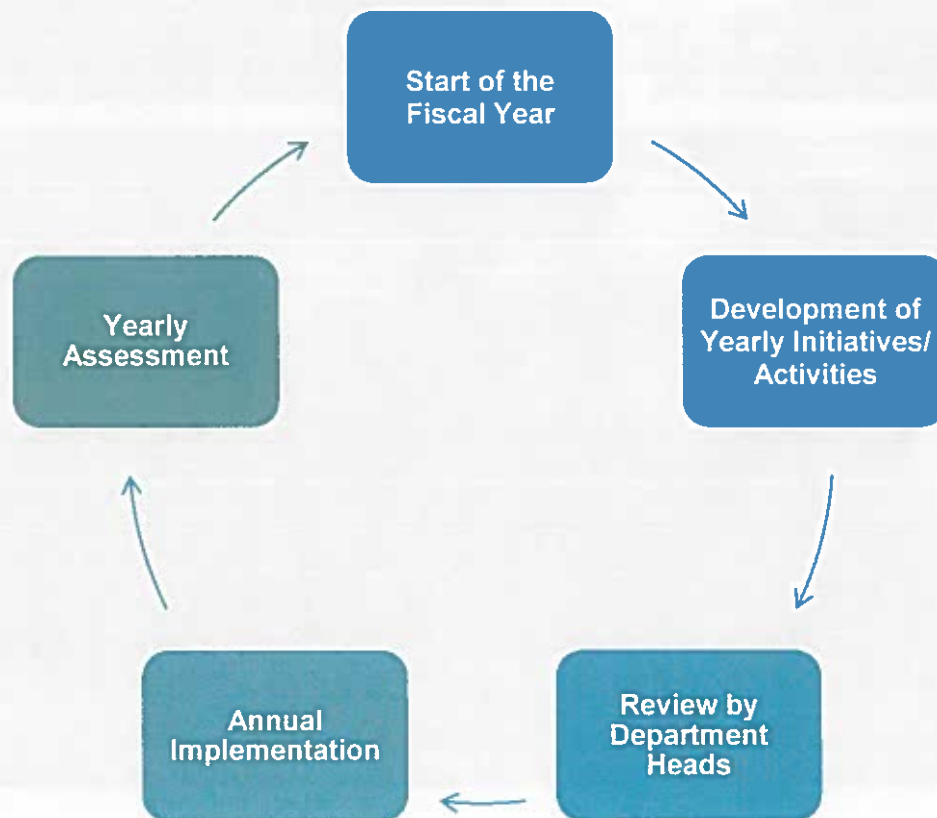 Start of the
Fiscal Year
Development of
Yearly Initiatives/
Activities
Review by
Department
Heads
Annual
Implementation
Yearly
Assessment